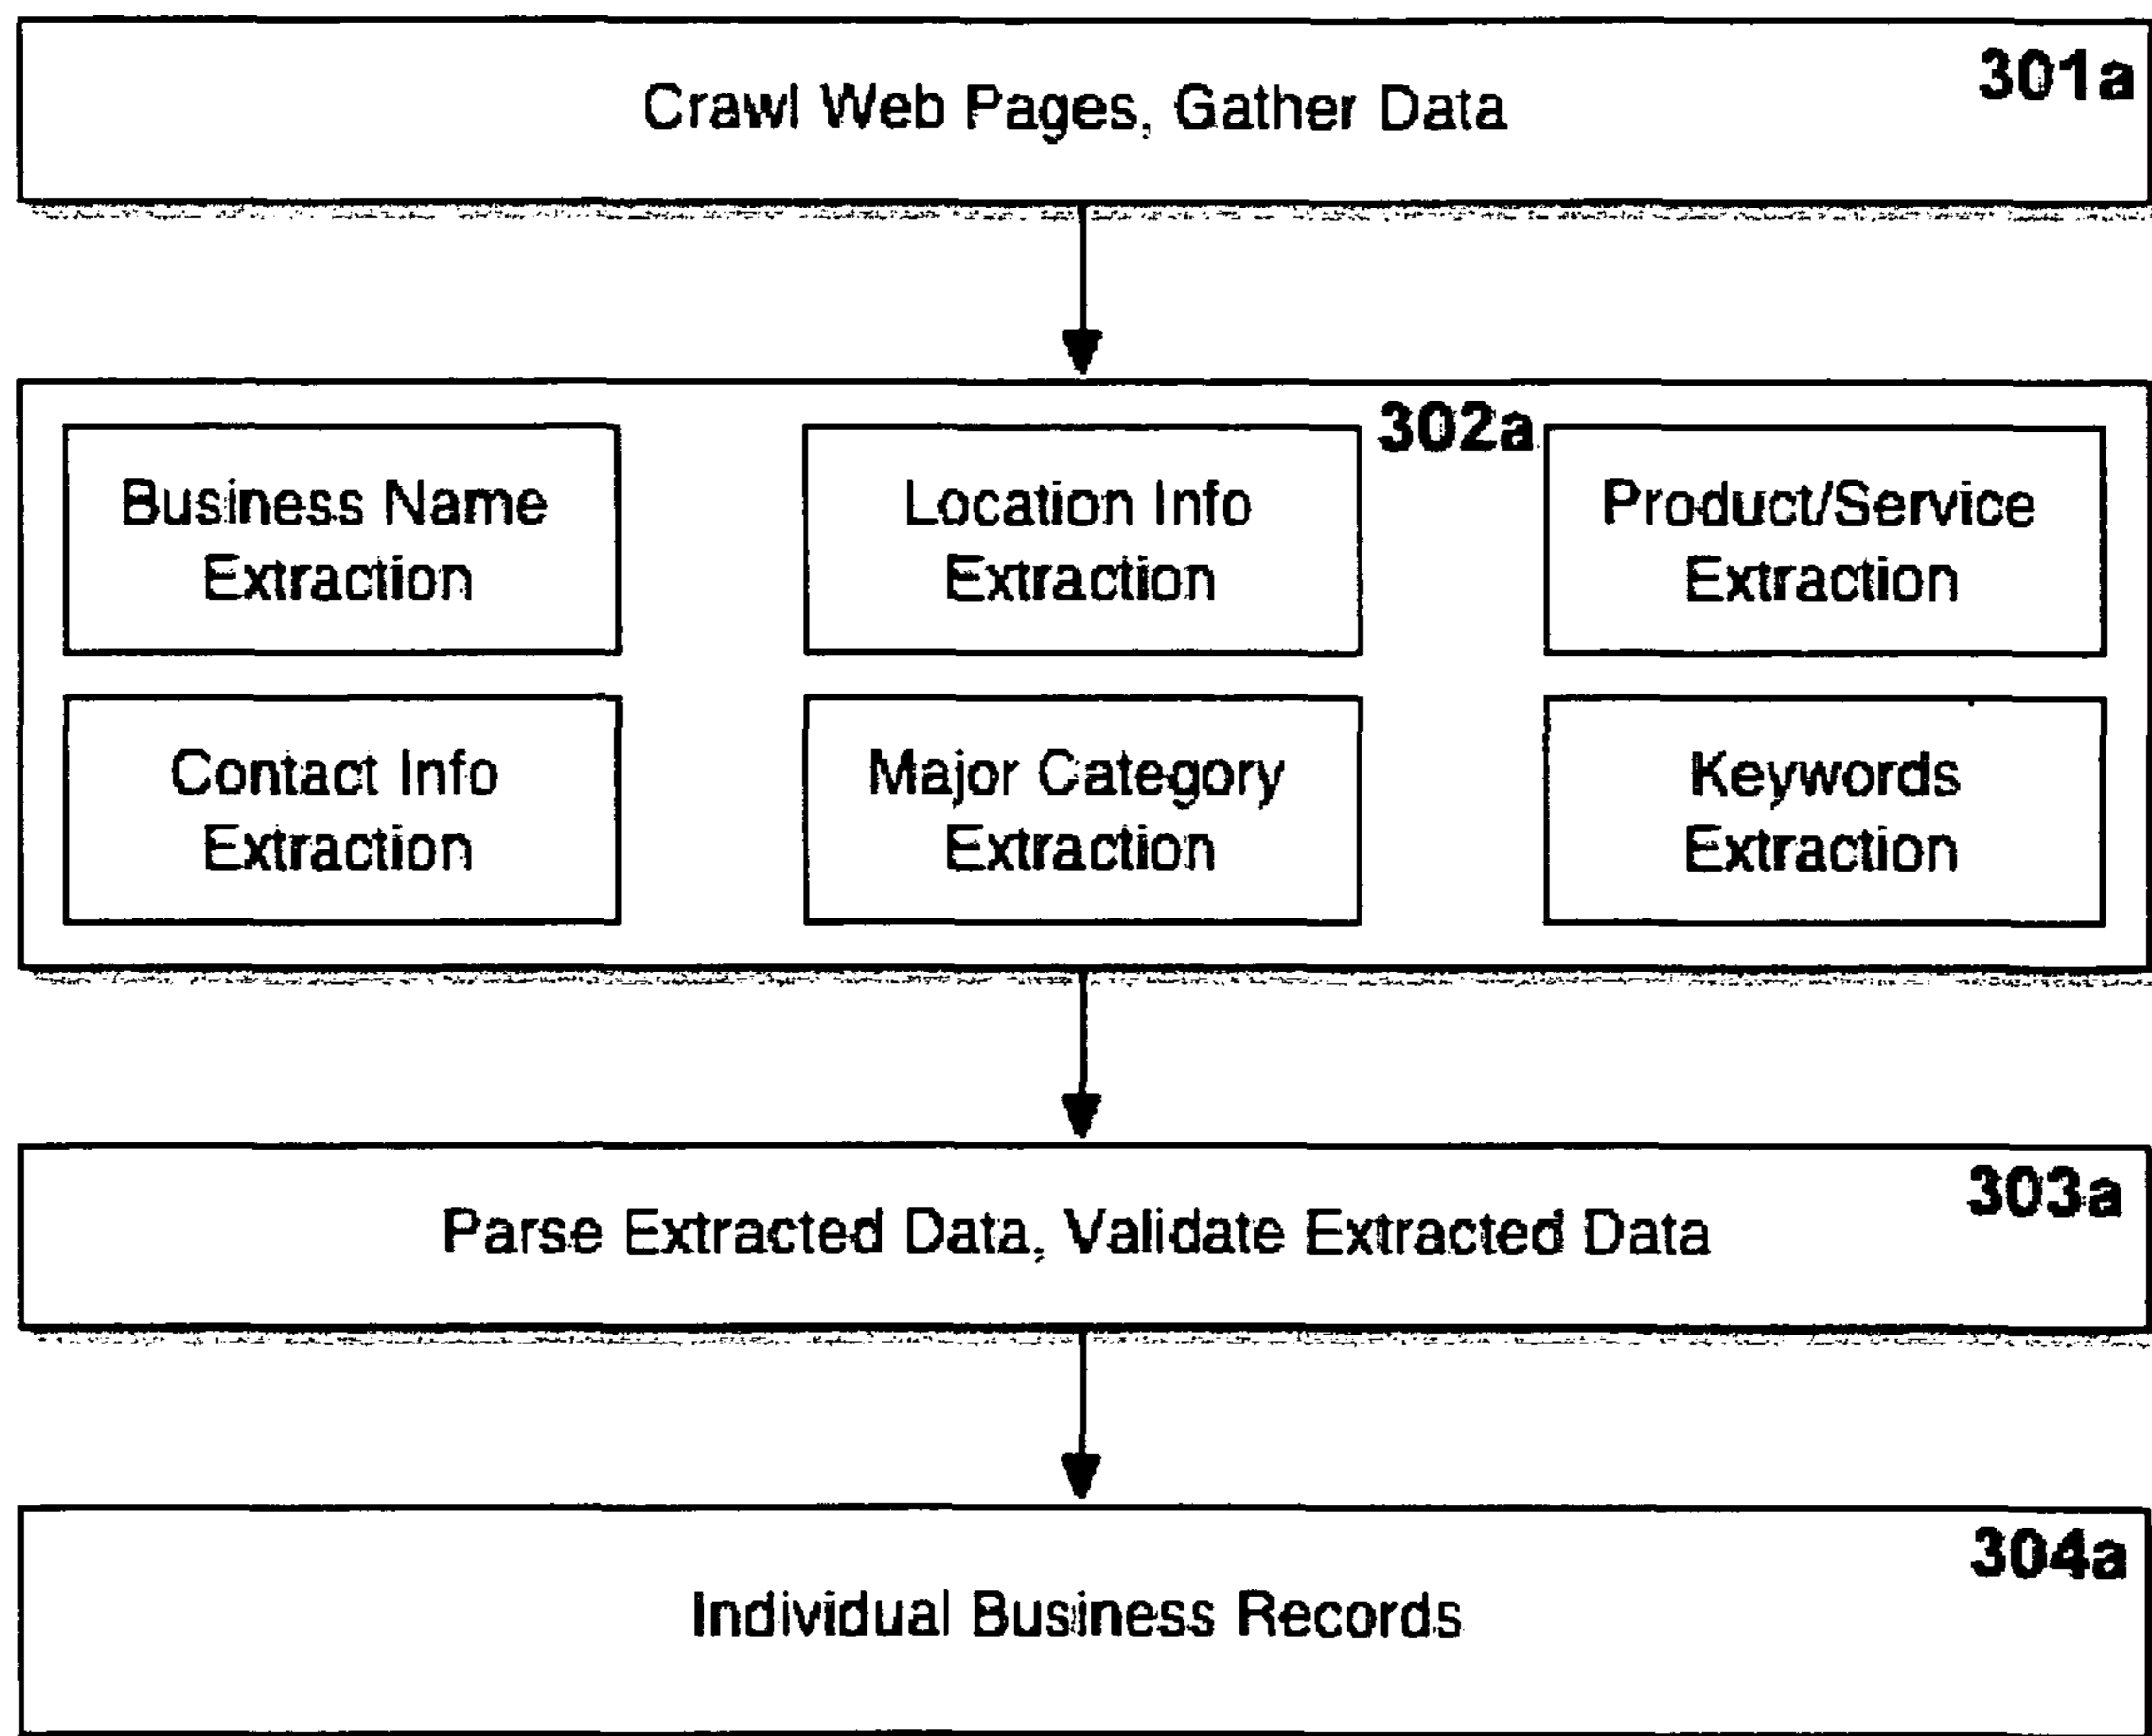 301a
Crawl Web Pages, Gather Data
302a
Business Name
Extraction
Location Info
Extraction
Product/Service
Extraction
Contact Info
Extraction
Major Category
Extraction
Keywords
Extraction
303a
Parse Extracted Data, Validate Extracted Data
304a
Individual Business Records